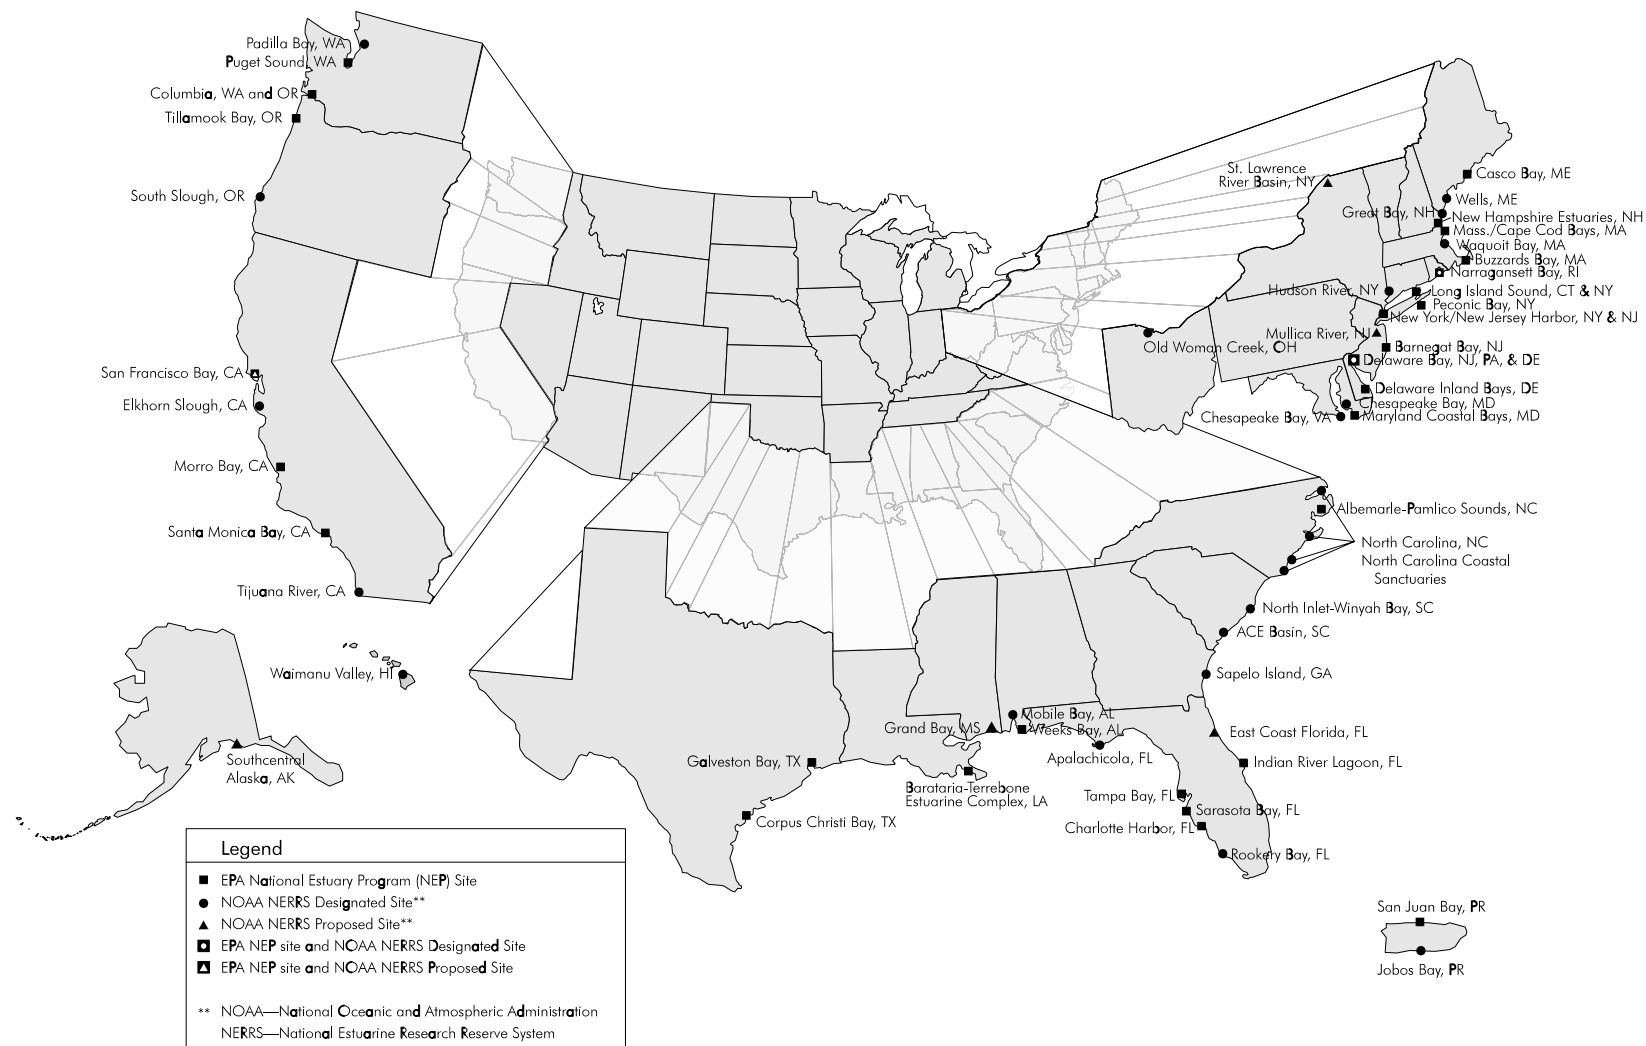 Padilla Bay, WA
Puget Sound, WA
Columbia, WA and OR
Tillamook Bay, OR
South Slough, OR
San Francisco Bay, CA
Elkhorn Slough, CA
Morro Bay, CA
Santa Monica Bay, CA
Tijuana River, CA
Waimanu Valley, HI
Southcentral
Alaska, AK
St. Lawrence
River Basin, NY
Casco Bay, ME
Wells, ME
Great Bay, NH
New Hampshire Estuaries, NH
Mass./Cape Cod Bays, MA
Waquoit Bay, MA
Buzzards Bay, MA
Narragansett Bay, RI
Hudson River, NY
Long Island Sound, CT & NY
Peconic Bay, NY
New York/New Jersey Harbor, NY & NJ
Mullica River, NJ
Old Woman Creek, OH
Barnegat Bay, NJ
Delaware Bay, NJ, PA, & DE
Delaware Inland Bays, DE
Chesapeake Bay, MD
Chesapeake Bay, VA
Maryland Coastal Bays, MD
Albemarle-Pamlico Sounds, NC
North Carolina, NC
North Carolina Coastal
Sanctuaries
North Inlet-Winyah Bay, SC
ACE Basin, SC
Sapelo Island, GA
Mobile Bay, AL
Grand Bay, MS
Weeks Bay, AL
East Coast Florida, FL
Apalachicola, FL
Galveston Bay, TX
Indian River Lagoon, FL
Barataria-Terrebone
Estuarine Complex, LA
Tampa Bay, FL
Sarasota Bay, FL
Corpus Christi Bay, TX
Charlotte Harbor, FL
Rookery Bay, FL
San Juan Bay, PR
Jobos Bay, PR
Legend
EPA National Estuary Program (NEP) Site
NOAA NERRS Designated Site**
NOAA NERRS Proposed Site**
EPA NEP site and NOAA NERRS Designated Site
EPA NEP site and NOAA NERRS Proposed Site
** NOAA—National Oceanic and Atmospheric Administration
NERRS—National Estuarine Research Reserve System